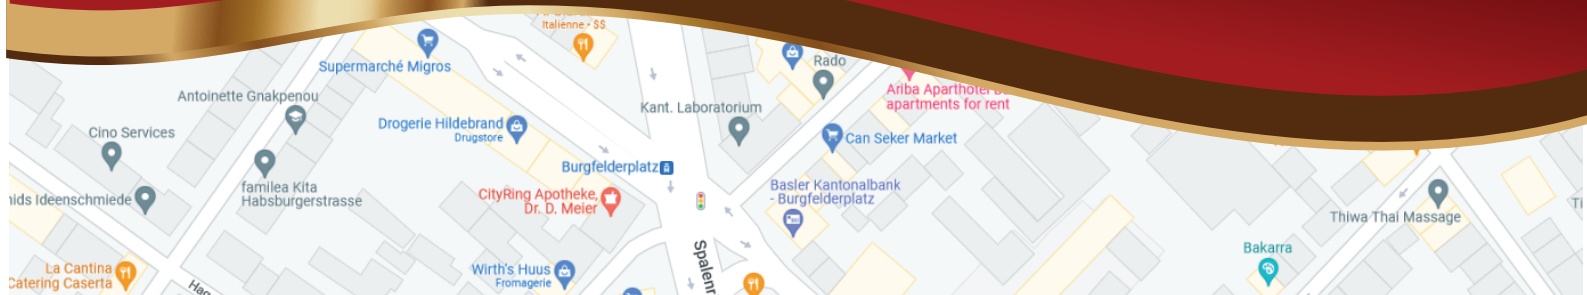 Italienne • $$
Supermarché Migros
Rado
Antoinette Gnakpenou
Ariba Aparthotel
apartments for rent
Kant. Laboratorium
Drogerie Hildebrand
Drugstore
Cino Services
Can Seker Market
Burgfelderplatz
familea Kita
Habsburgerstrasse
CityRing Apotheke,
Dr. D. Meier
Basler Kantonalbank
- Burgfelderplatz
Ideenschmiede
Thiwa Thai Massage
Bakarra
La Cantina
Catering Caserta
Wirth's Huus
Fromagerie